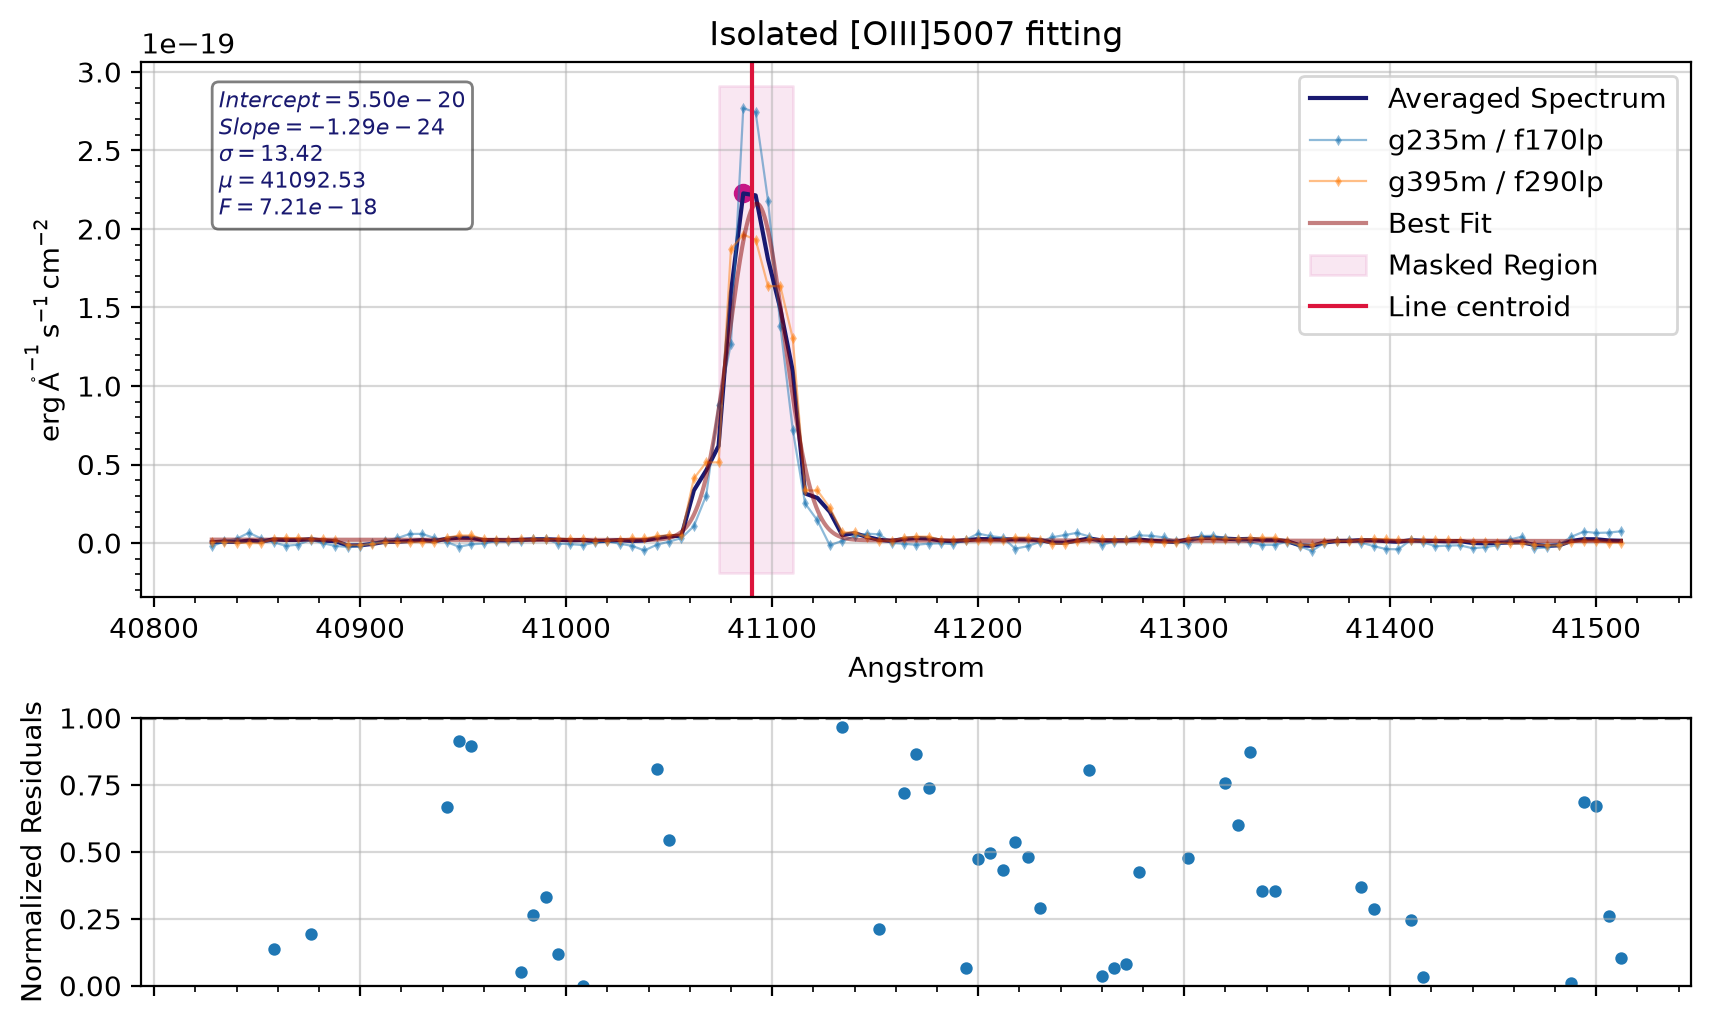 Isolated [OIII]5007 fitting
1e−19
3.0
2.5
2.0
1.5
1.0
0.5
0.0
erg Å⁻¹ s⁻¹ cm⁻²
Intercept = 5.50e − 20
Slope = −1.29e − 24
σ = 13.42
μ = 41092.53
F = 7.21e − 18
Averaged Spectrum
g235m / f170lp
g395m / f290lp
Best Fit
Masked Region
Line centroid
40800 40900 41000 41100 41200 41300 41400 41500
Angstrom
Normalized Residuals
1.00
0.75
0.50
0.25
0.00